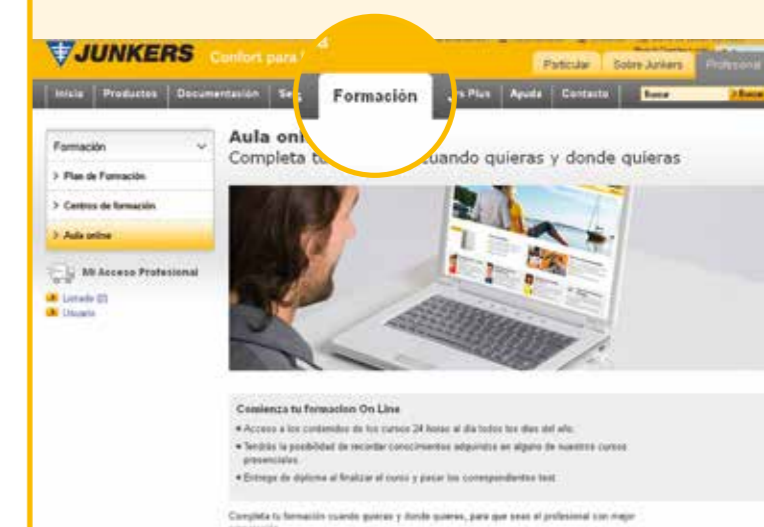 JUNKERS Confort para
Particular Sobre Junkers Profesional
Inicio Productos Documentación Formación Plus Ayuda Contacto Buscar
Formación
> Plan de Formación
> Centros de formación
> Aula online
Mi Acceso Profesional
Listado (0)
Usuario
Aula onl
Completa tu cuando quieras y donde quieras
Comienza tu formacion On Line
Acceso a los contenidos de los cursos 24 horas al día todos los días del año.
Tendrás la posibilidad de recordar conocimientos adquiridos en alguno de nuestros cursos
presenciales.
Entrega de diploma al finalizar el curso y pasar los correspondientes test.
Completa tu formación cuando quieras y donde quieras, para que seas el profesional con mejor